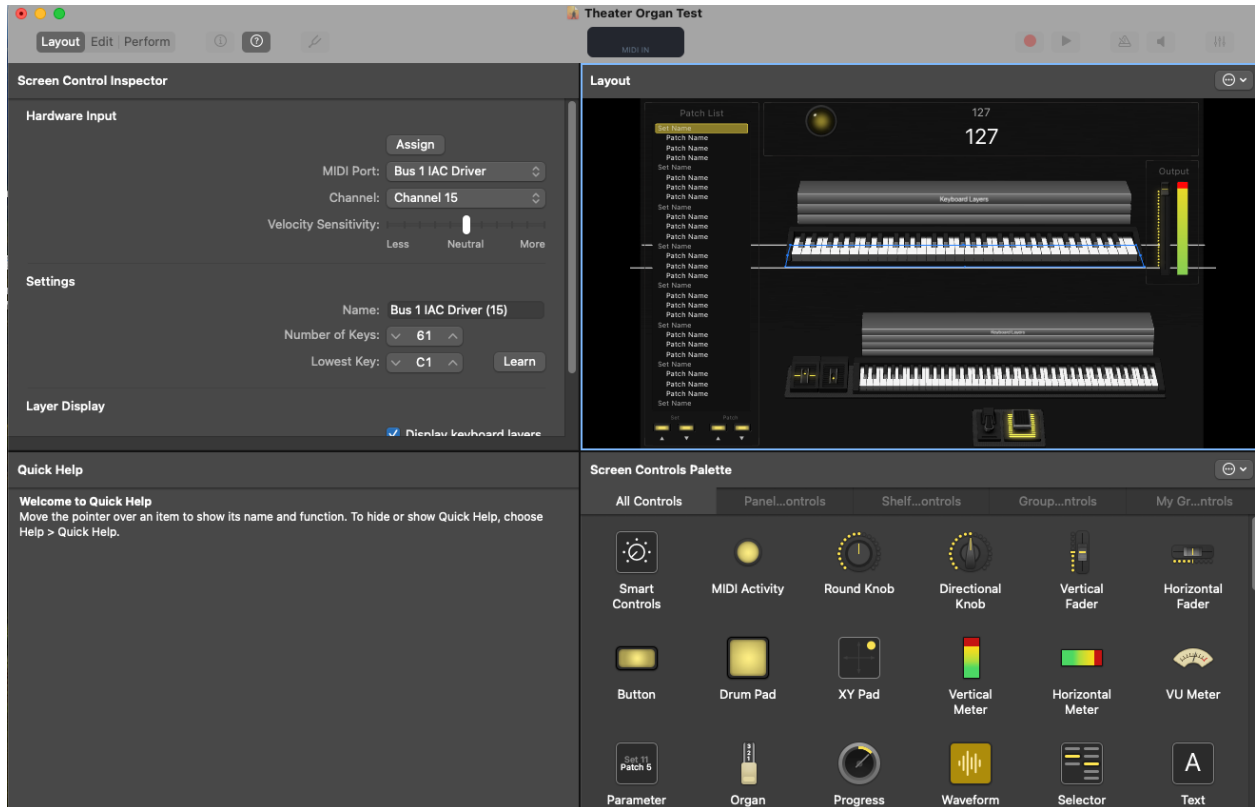 Theater Organ Test
Layout Edit Perform
MIDI IN
Screen Control Inspector
Hardware Input
Assign
MIDI Port: Bus 1 IAC Driver
Channel: Channel 15
Velocity Sensitivity:
Less Neutral More
Settings
Name: Bus 1 IAC Driver (15)
Number of Keys: 61
Lowest Key: C1 Learn
Layer Display
Display keyboard layers
Quick Help
Welcome to Quick Help
Move the pointer over an item to show its name and function. To hide or show Quick Help, choose
Help > Quick Help.
Layout
Patch List
Set Name
Patch Name
Patch Name
Patch Name
Set Name
Patch Name
Patch Name
Patch Name
Set Name
Patch Name
Patch Name
Patch Name
Set Name
Patch Name
Patch Name
Patch Name
Set Name
Patch Name
Patch Name
Patch Name
Set Name
Patch Name
Patch Name
Patch Name
Set Name
Patch Name
Patch Name
Patch Name
Set Name
Set Patch
127
127
Output
Keyboard Layers
Keyboard Layers
Screen Controls Palette
All Controls Panel...ontrols Shelf...ontrols Group...ntrols My Gr...ntrols
Smart Controls
MIDI Activity
Round Knob
Directional Knob
Vertical Fader
Horizontal Fader
Button
Drum Pad
XY Pad
Vertical Meter
Horizontal Meter
VU Meter
Set 11
Patch 5
3
2
1
A
Parameter
Organ
Progress
Waveform
Selector
Text